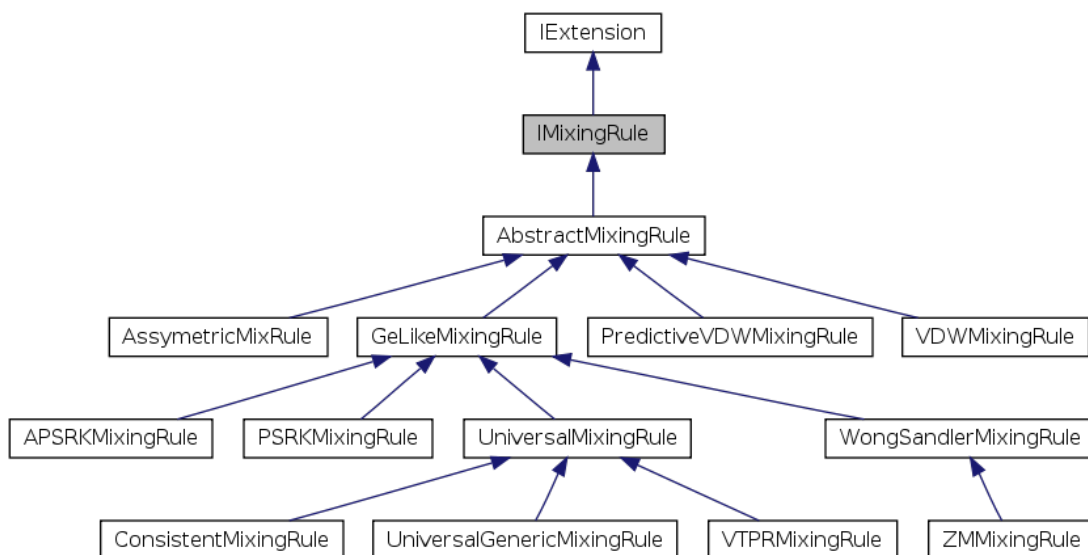 IExtension
IMixingRule
AbstractMixingRule
AssymetricMixRule
GeLikeMixingRule
PredictiveVDWMixingRule
VDWMixingRule
APSRKMixingRule
PSRKMixingRule
UniversalMixingRule
WongSandlerMixingRule
ConsistentMixingRule
UniversalGenericMixingRule
VTPRMixingRule
ZMMixingRule